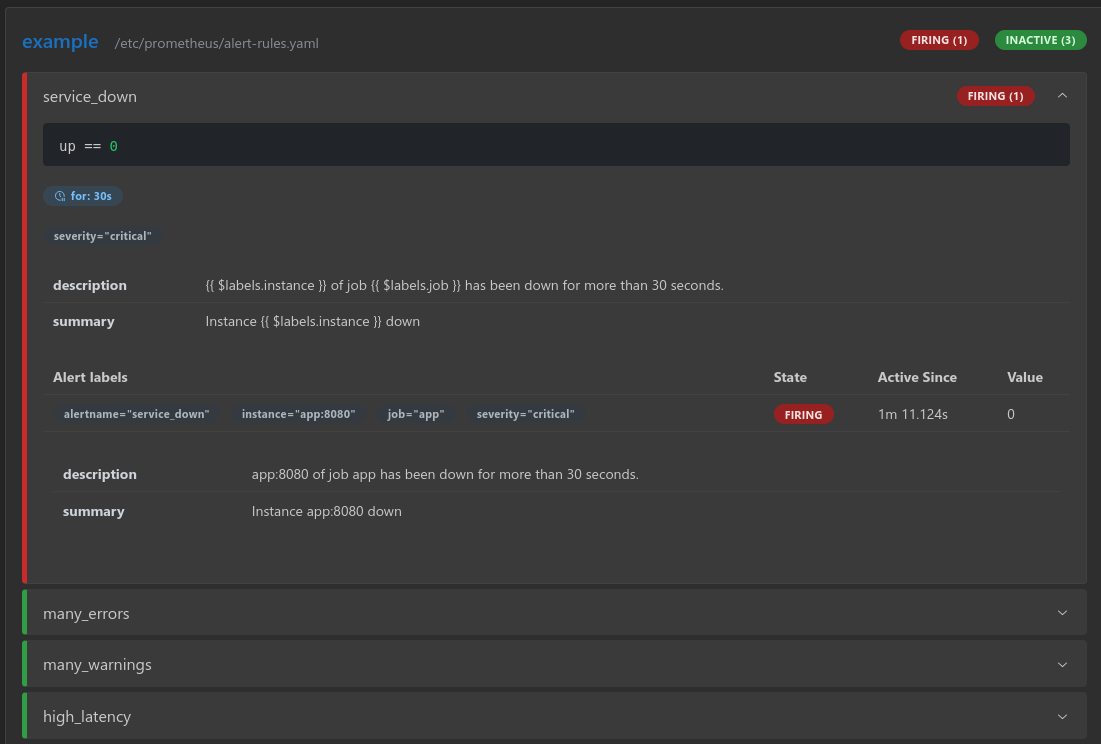 example /etc/prometheus/alert-rules.yaml FIRING (1) INACTIVE (3)
service_down FIRING (1)
up == 0
for: 30s
severity="critical"
description {{ $labels.instance }} of job {{ $labels.job }} has been down for more than 30 seconds.
summary Instance {{ $labels.instance }} down
Alert labels State Active Since Value
alertname="service_down" instance="app:8080" job="app" severity="critical" FIRING 1m 11.124s 0
description app:8080 of job app has been down for more than 30 seconds.
summary Instance app:8080 down
many_errors
many_warnings
high_latency